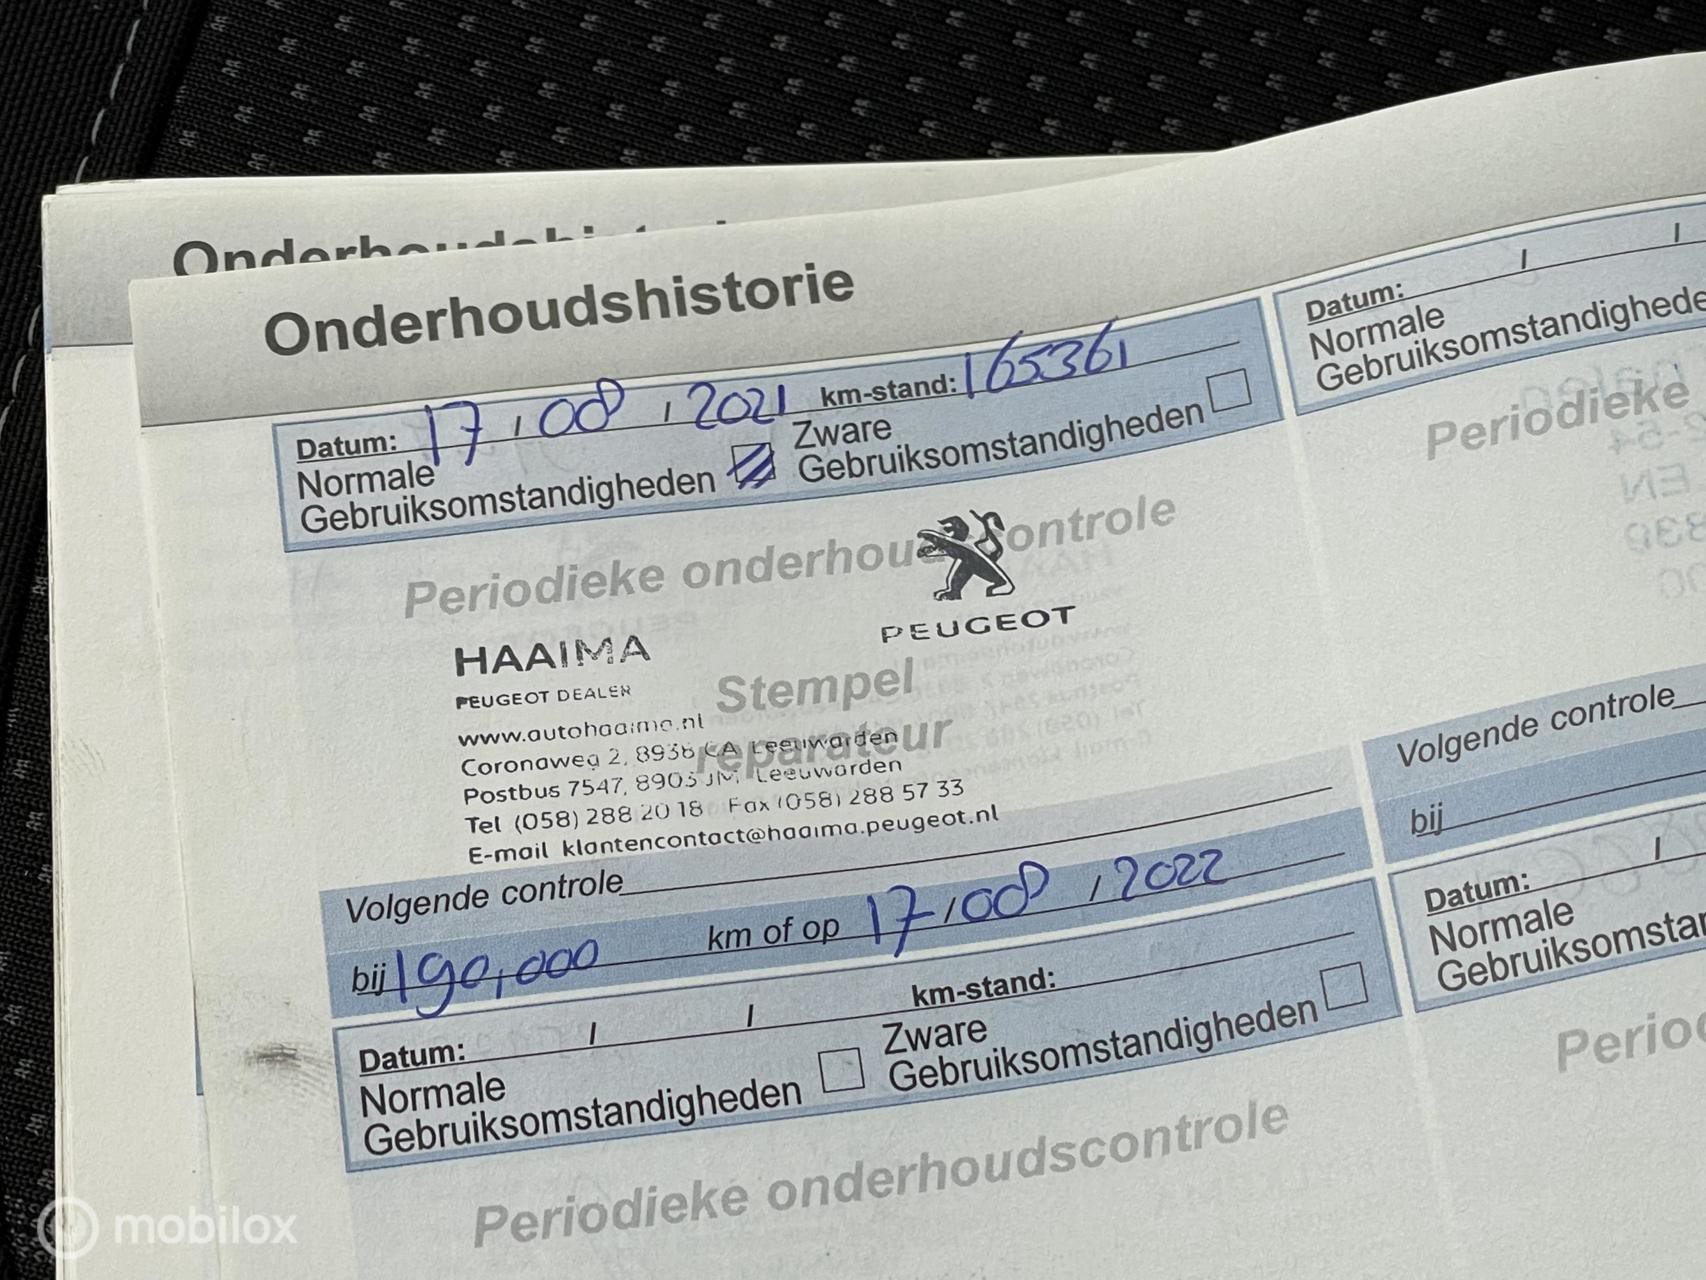 Onderhoudshistorie
Onderhoudshistorie
Datum: 17 / 08 / 2021 km-stand: 165361
Normale Gebruiksomstandigheden Zware Gebruiksomstandigheden
Periodieke onderhoudscontrole
PEUGEOT
HAAIMA
PEUGEOT DEALER
Stempel reparateur
www.autohaaima.nl
Coronaweg 2, 8938 CA Leeuwarden
Postbus 7547, 8903 JM, Leeuwarden
Tel (058) 288 20 18 Fax (058) 288 57 33
E-mail klantencontact@haaima.peugeot.nl
Volgende controle
bij 190,000 km of op 17 / 08 / 2022
Datum: / / km-stand:
Normale Gebruiksomstandigheden Zware Gebruiksomstandigheden
Periodieke onderhoudscontrole
Datum: / /
Normale
Gebruiksomstandighede
Periodieke
Volgende controle
bij
Datum: /
Normale
Gebruiksomstan
Perio
mobilox